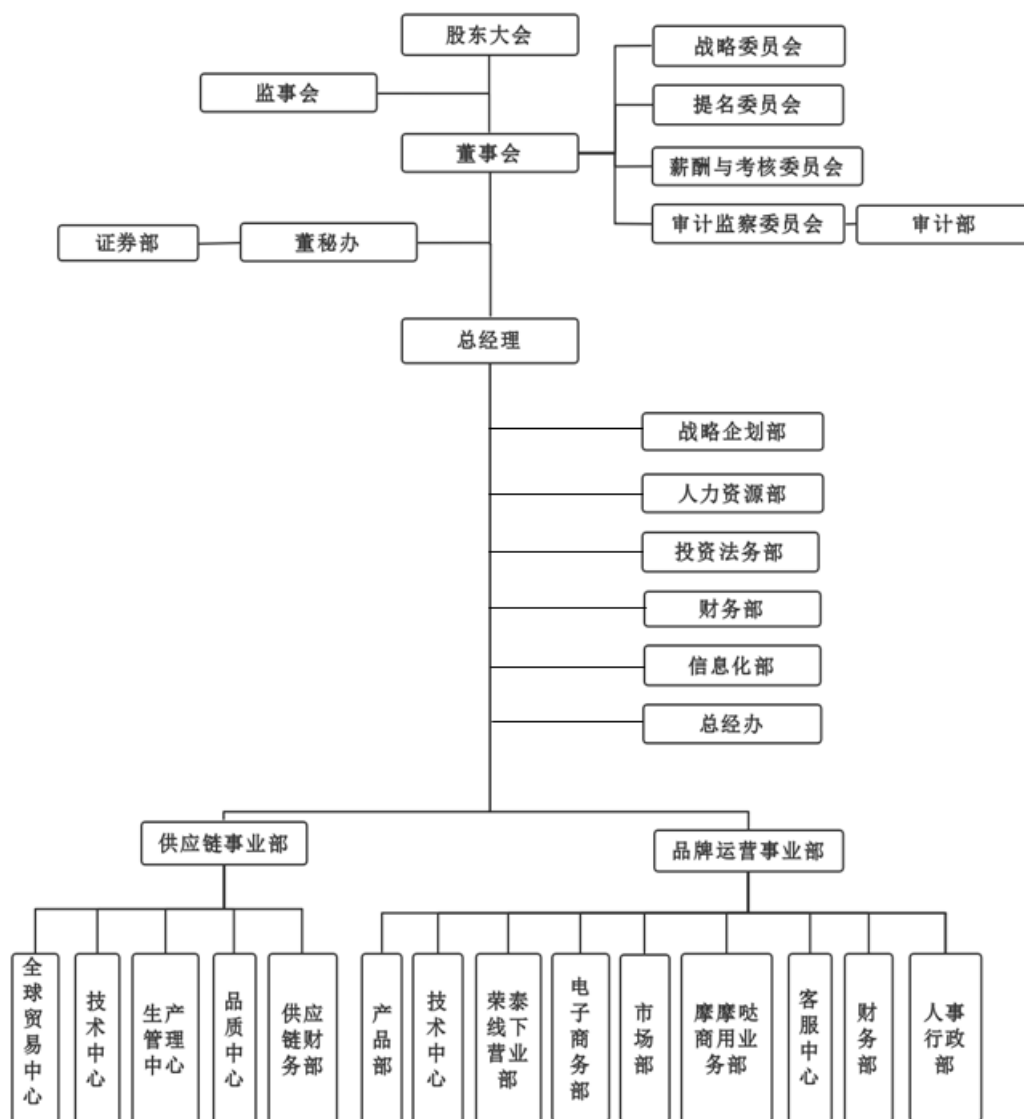 股东大会
战略委员会
监事会
提名委员会
董事会
薪酬与考核委员会
证券部
董秘办
审计监察委员会
审计部
总经理
战略企划部
人力资源部
投资法务部
财务部
信息化部
总经办
供应链事业部
品牌运营事业部
全球贸易中心
技术中心
生产
管理
中心
品质中心
供应
链财
务部
产品部
技术中心
荣泰
线下
营业
部
电子商务部
市场部
摩摩哒
商用业
务部
客服中心
财务部
人事
行政
部